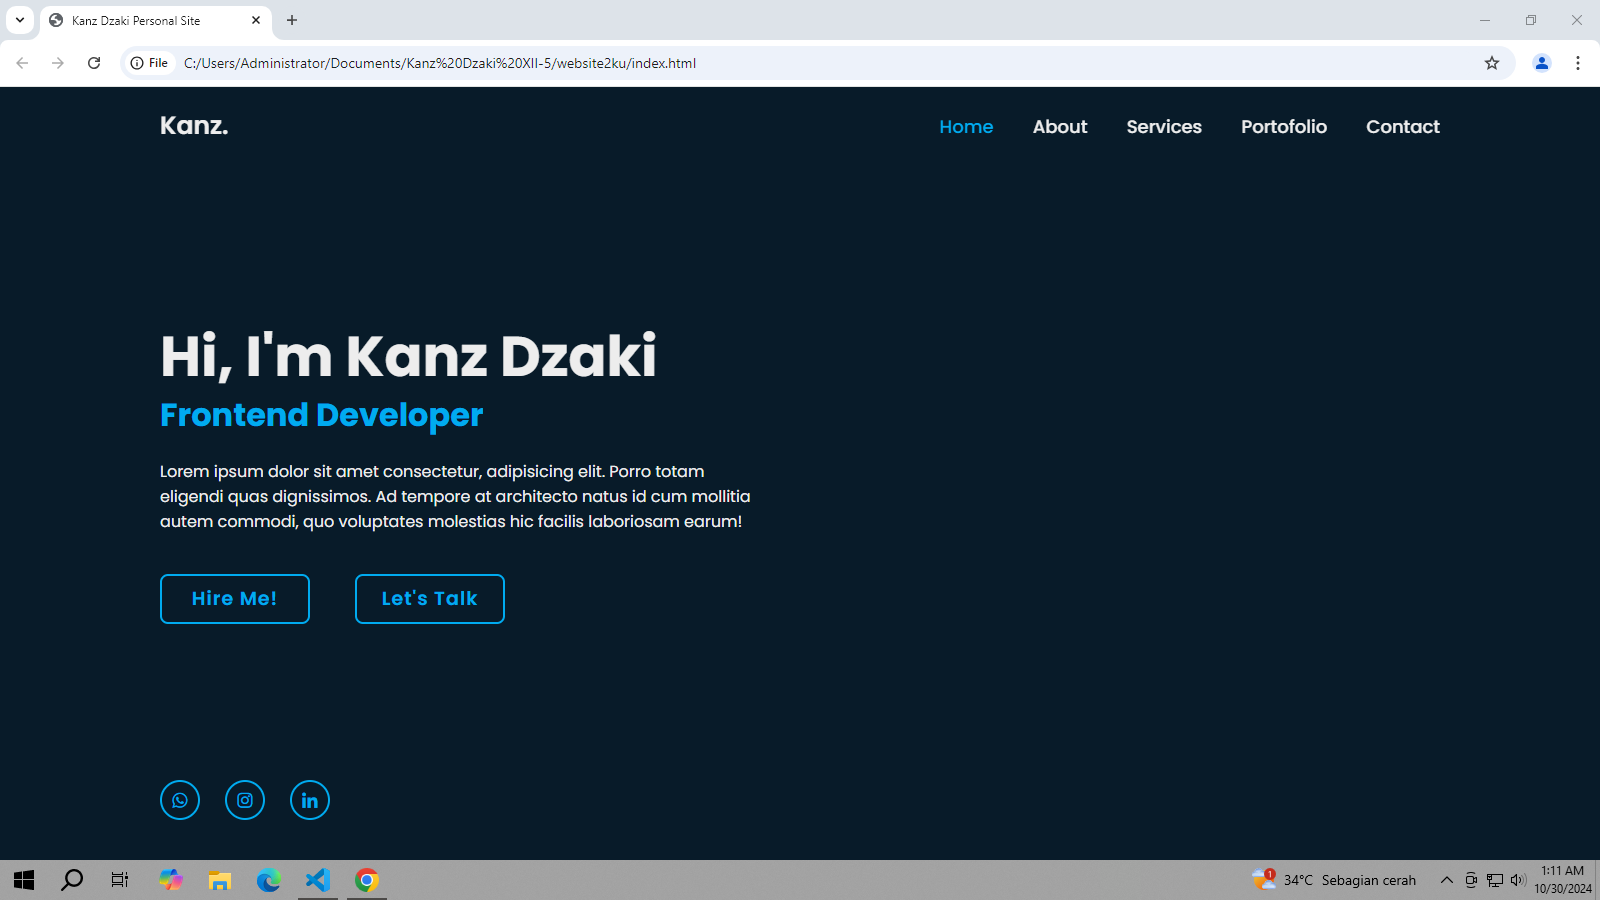 Kanz Dzaki Personal Site
File C:/Users/Administrator/Documents/Kanz%20Dzaki%20XII-5/website2ku/index.html
Kanz. Home About Services Portofolio Contact
Hi, I'm Kanz Dzaki
Frontend Developer
Lorem ipsum dolor sit amet consectetur, adipisicing elit. Porro totam
eligendi quas dignissimos. Ad tempore at architecto natus id cum mollitia
autem commodi, quo voluptates molestias hic facilis laboriosam earum!
Hire Me! Let's Talk
in
1 34°C Sebagian cerah 1:11 AM
10/30/2024